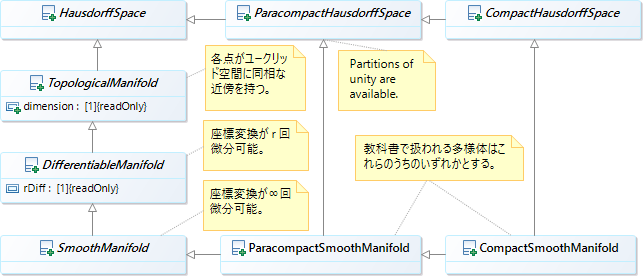 HausdorffSpace
ParacompactHausdorffSpace
CompactHausdorffSpace
各点がユークリッ
ド空間に同相な
近傍を持つ。
Partitions of
unity are
available.
TopologicalManifold
dimension : [1]{readOnly}
座標変換が r 回
微分可能。
教科書で扱われる多様体はこ
れらのうちのいずれかとする。
DifferentiableManifold
rDiff : [1]{readOnly}
座標変換が∞回
微分可能。
SmoothManifold
ParacompactSmoothManifold
CompactSmoothManifold